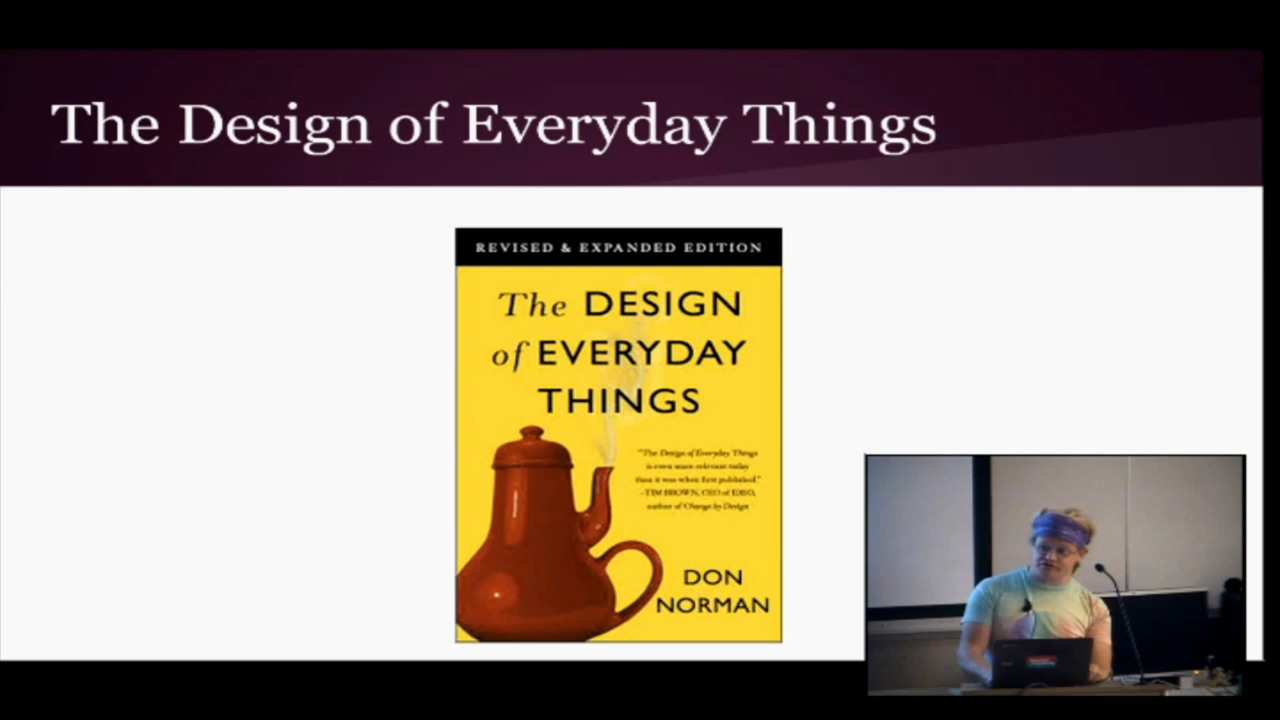 The Design of Everyday Things
REVISED & EXPANDED EDITION
The DESIGN
of EVERYDAY
THINGS
"The Design of Everyday Things
is even more relevant today
than it was when first published."
–TIM BROWN, CEO of IDEO,
author of Change by Design
DON
NORMAN